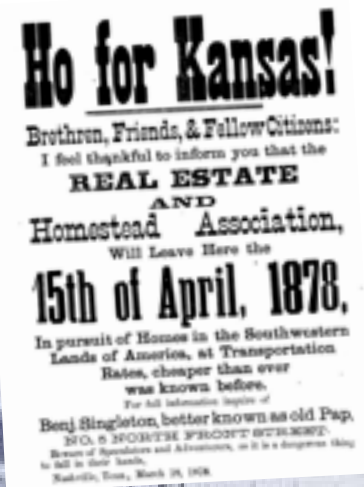 Ho for Kansas!
Brethren, Friends, & Fellow Citizens:
I feel thankful to inform you that the
REAL ESTATE
AND
Homestead Association,
Will Leave Here the
15th of April, 1878,
In pursuit of Homes in the Southwestern
Lands of America, at Transportation
Rates, cheaper than ever
was known before.
For full information inquire of
Benj. Singleton, better known as old Pap,
NO. 5 NORTH FRONT STREET.
Beware of Speculators and Adventurers, as it is a dangerous thing
to fall in their hands.
Nashville, Tenn., March 18, 1878.